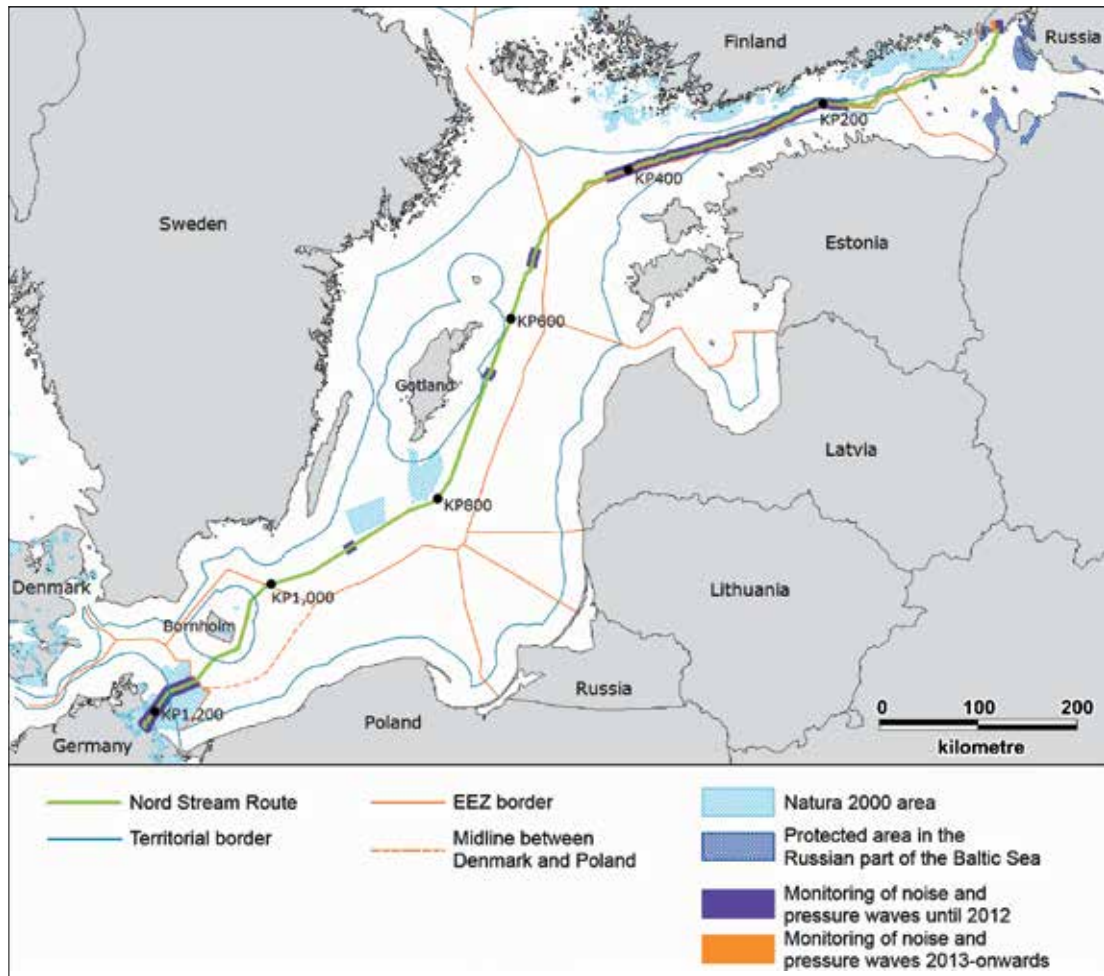 Finland
Russia
KP200
KP400
Sweden
Estonia
KP600
Gotland
Latvia
KP800
Lithuania
Denmark
KP1,000
Bornholm
Russia
KP1,200
Poland
Germany
0 100 200
kilometre
Nord Stream Route
Territorial border
EEZ border
Midline between
Denmark and Poland
Natura 2000 area
Protected area in the
Russian part of the Baltic Sea
Monitoring of noise and
pressure waves until 2012
Monitoring of noise and
pressure waves 2013-onwards